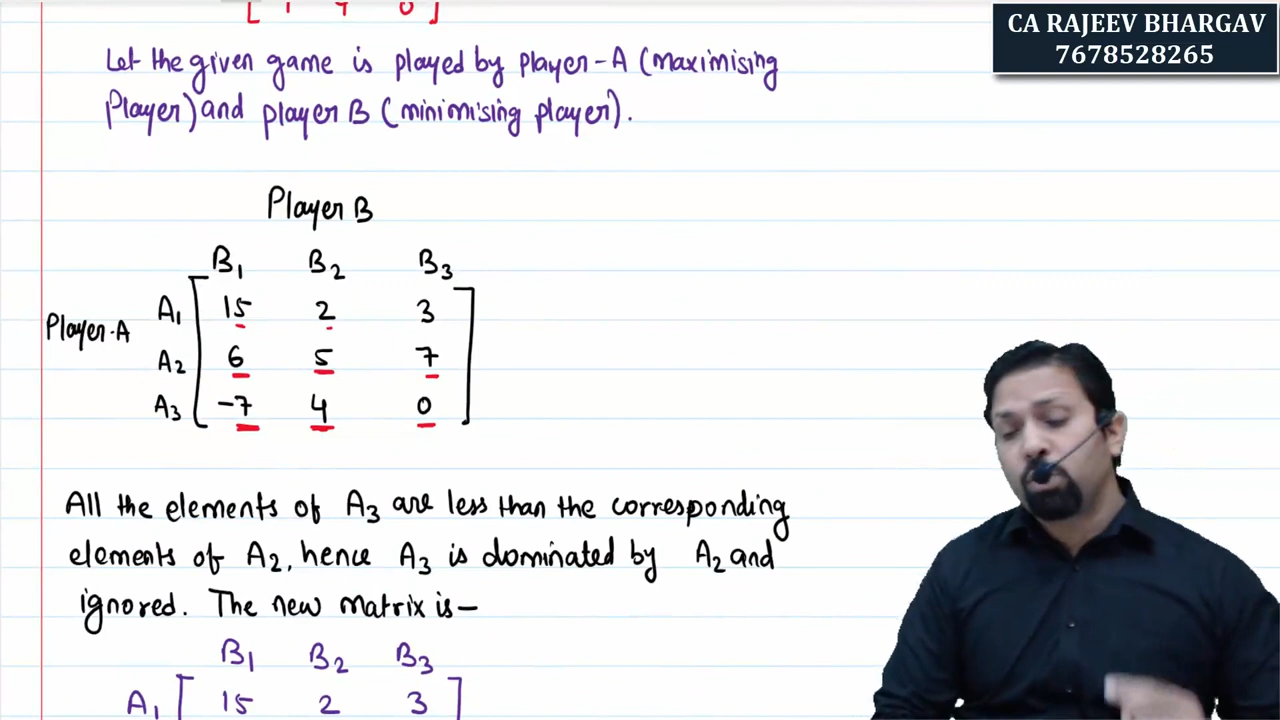 CA RAJEEV BHARGAV
7678528265
Let the given game is played by player-A (maximising
Player) and player B (minimising player).
Player B
B1 B2 B3
A1 15 2 3
Player-A
A2 6 5 7
A3 -7 4 0
All the elements of A3 are less than the corresponding
elements of A2, hence A3 is dominated by A2 and
ignored. The new matrix is—
B1 B2 B3
A1 15 2 3